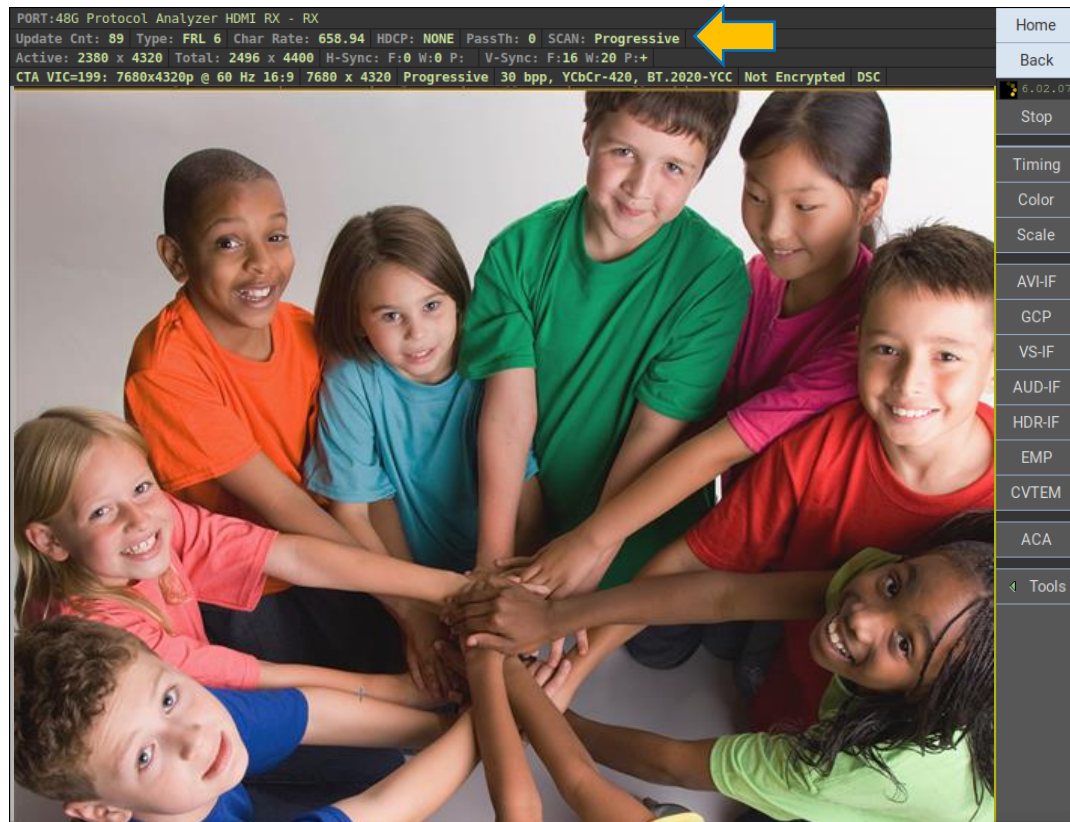 PORT:48G Protocol Analyzer HDMI RX - RX
Update Cnt: 89 Type: FRL 6 Char Rate: 658.94 HDCP: NONE PassTh: 0 SCAN: Progressive
Active: 2380 x 4320 Total: 2496 x 4400 H-Sync: F:0 W:0 P: V-Sync: F:16 W:20 P:+
CTA VIC=199: 7680x4320p @ 60 Hz 16:9 7680 x 4320 Progressive 30 bpp, YCbCr-420, BT.2020-YCC Not Encrypted DSC
Home
Back
6.02.07
Stop
Timing
Color
Scale
AVI-IF
GCP
VS-IF
AUD-IF
HDR-IF
EMP
CVTEM
ACA
Tools